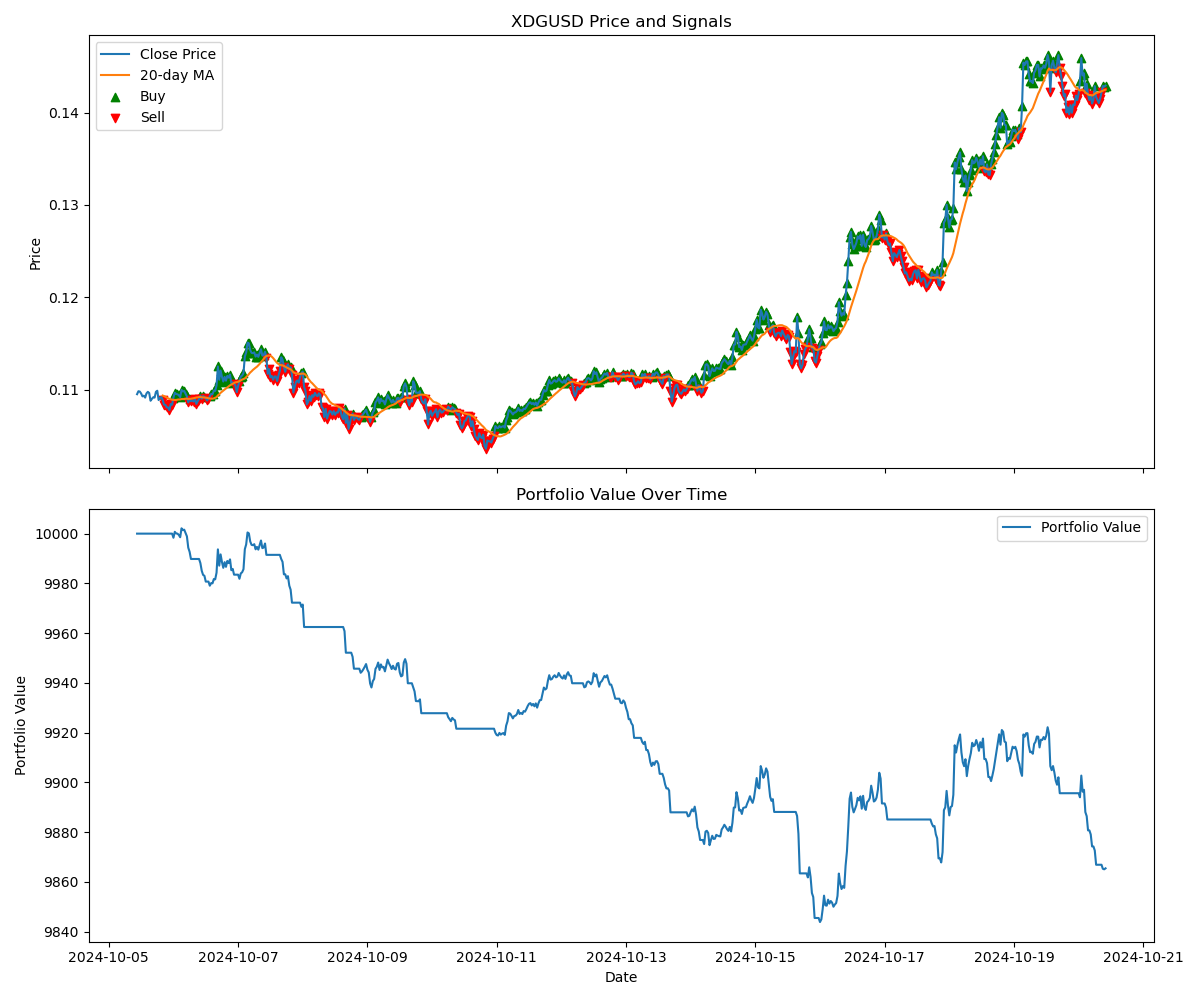 XDGUSD Price and Signals
Close Price
20-day MA
Buy
Sell
0.14
0.13
0.12
0.11
Price
Portfolio Value Over Time
Portfolio Value
10000
9980
9960
9940
9920
9900
9880
9860
9840
Portfolio Value
2024-10-05 2024-10-07 2024-10-09 2024-10-11 2024-10-13 2024-10-15 2024-10-17 2024-10-19 2024-10-21
Date